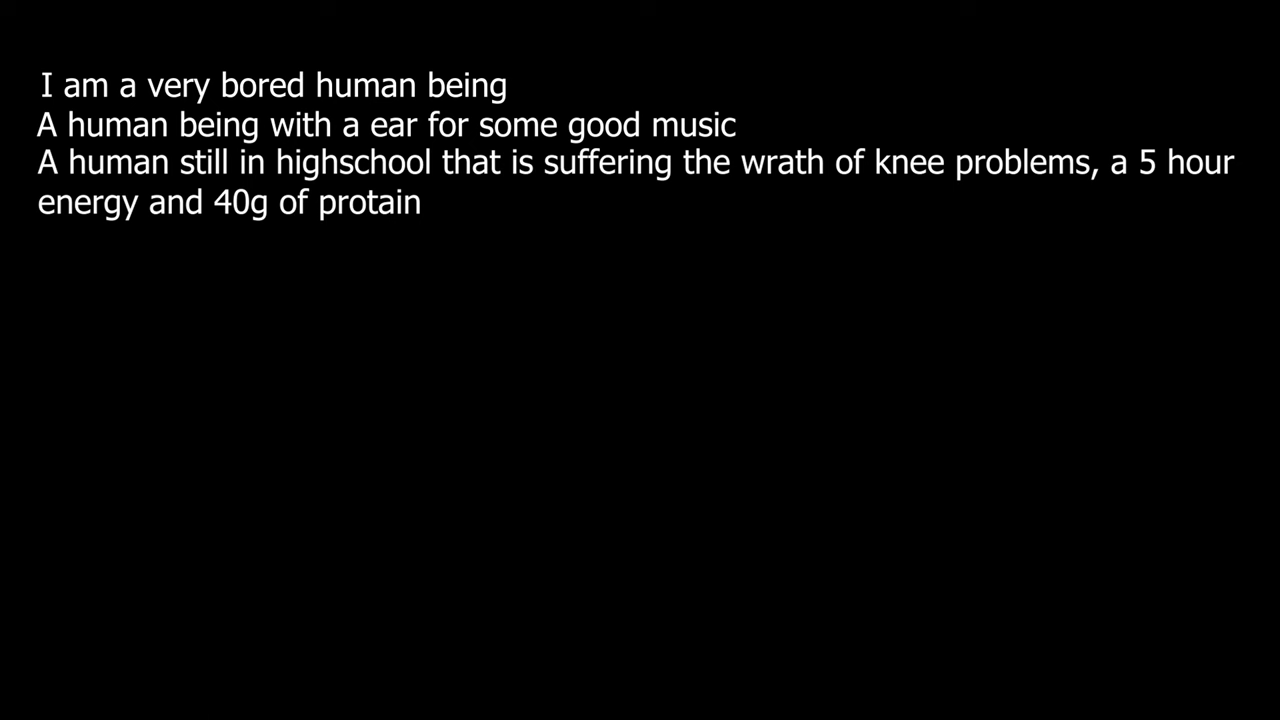 I am a very bored human being
A human being with a ear for some good music
A human still in highschool that is suffering the wrath of knee problems, a 5 hour
energy and 40g of protain